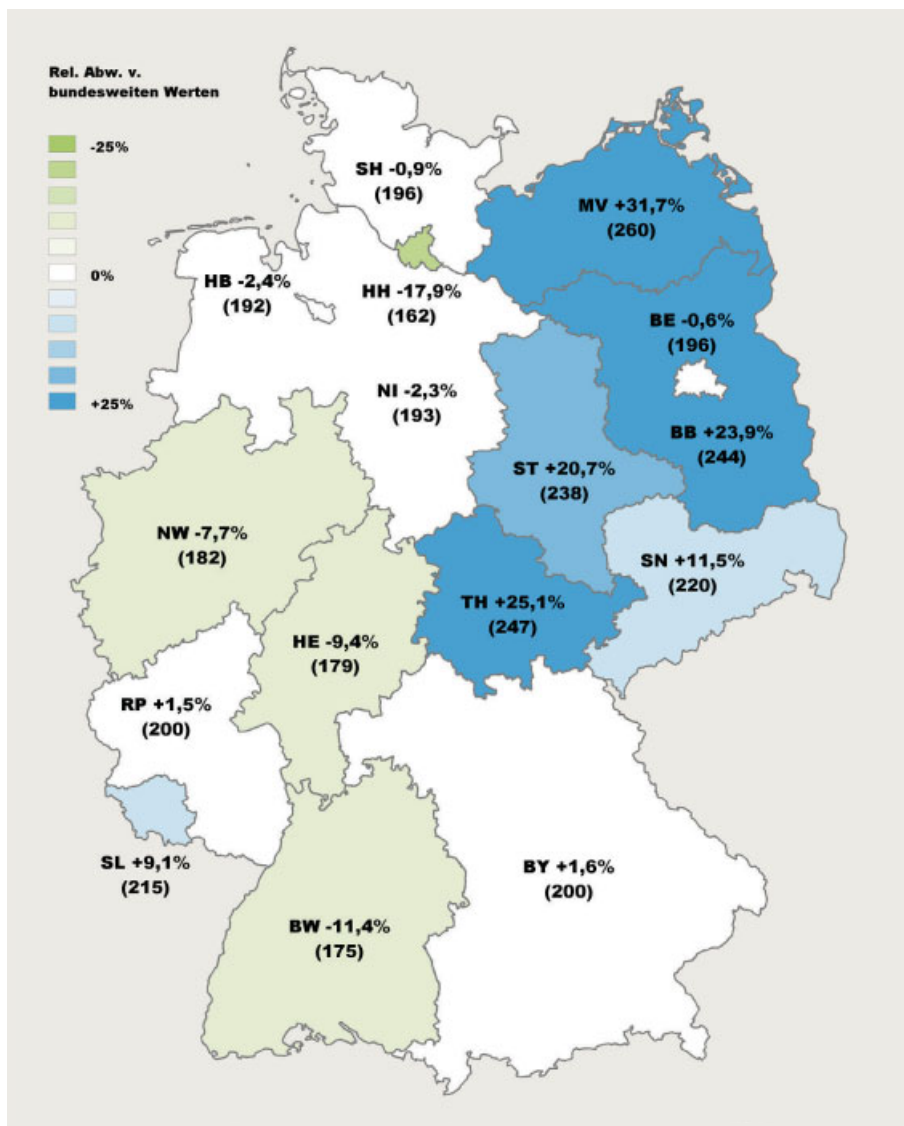 Rel. Abw. v.
bundesweiten Werten
-25%
0%
+25%
SH -0,9%
(196)
MV +31,7%
(260)
HB -2,4%
(192)
HH -17,9%
(162)
BE -0,6%
(196)
NI -2,3%
(193)
BB +23,9%
(244)
ST +20,7%
(238)
NW -7,7%
(182)
SN +11,5%
(220)
TH +25,1%
(247)
HE -9,4%
(179)
RP +1,5%
(200)
SL +9,1%
(215)
BY +1,6%
(200)
BW -11,4%
(175)